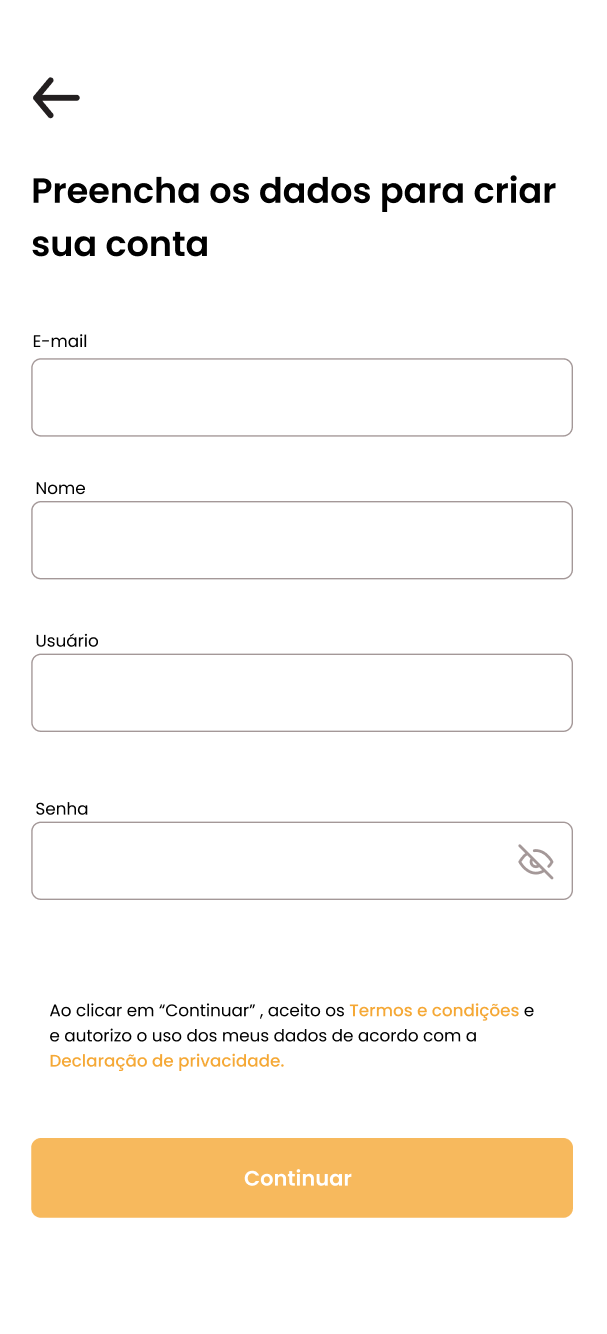 Preencha os dados para criar
sua conta
E-mail
Nome
Usuário
Senha
Ao clicar em “Continuar” , aceito os Termos e condições e
e autorizo o uso dos meus dados de acordo com a
Declaração de privacidade.
Continuar